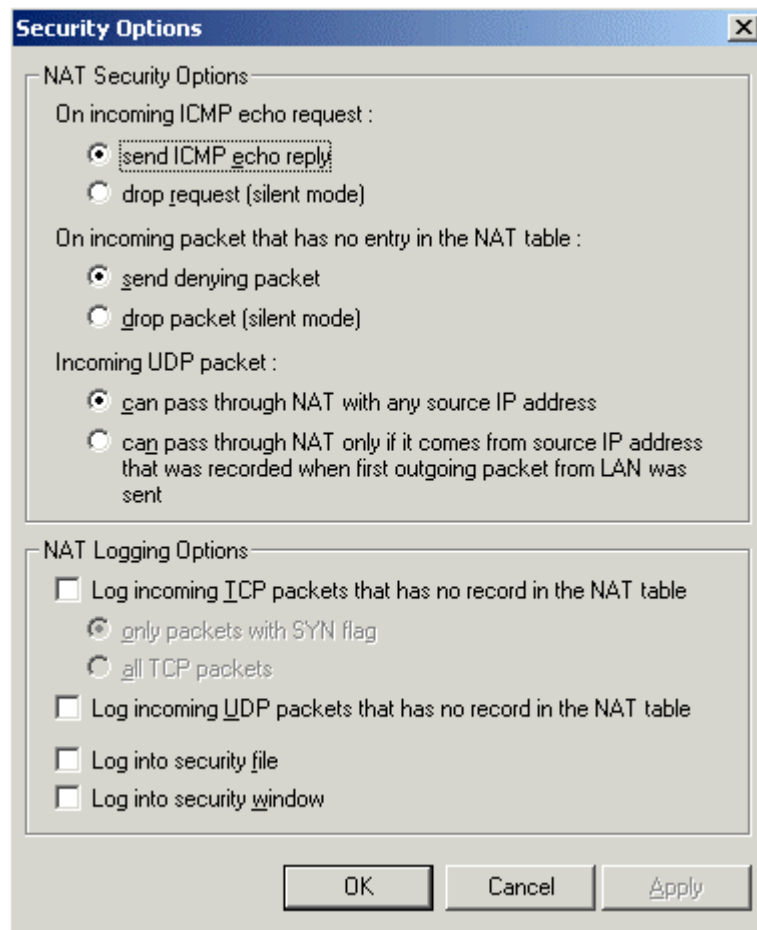 Security Options
NAT Security Options
On incoming ICMP echo request :
send ICMP echo reply
drop request (silent mode)
On incoming packet that has no entry in the NAT table :
send denying packet
drop packet (silent mode)
Incoming UDP packet :
can pass through NAT with any source IP address
can pass through NAT only if it comes from source IP address
that was recorded when first outgoing packet from LAN was
sent
NAT Logging Options
Log incoming TCP packets that has no record in the NAT table
only packets with SYN flag
all TCP packets
Log incoming UDP packets that has no record in the NAT table
Log into security file
Log into security window
OK Cancel Apply